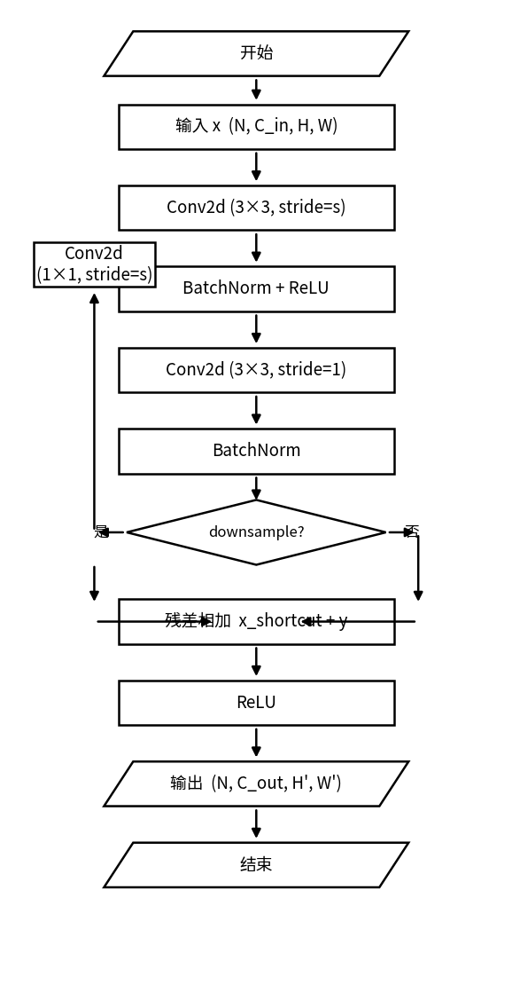 开始
输入 x (N, C_in, H, W)
Conv2d (3×3, stride=s)
Conv2d
(1×1, stride=s)
BatchNorm + ReLU
Conv2d (3×3, stride=1)
BatchNorm
是
downsample?
否
残差相加 x_shortcut + y
ReLU
输出 (N, C_out, H', W')
结束